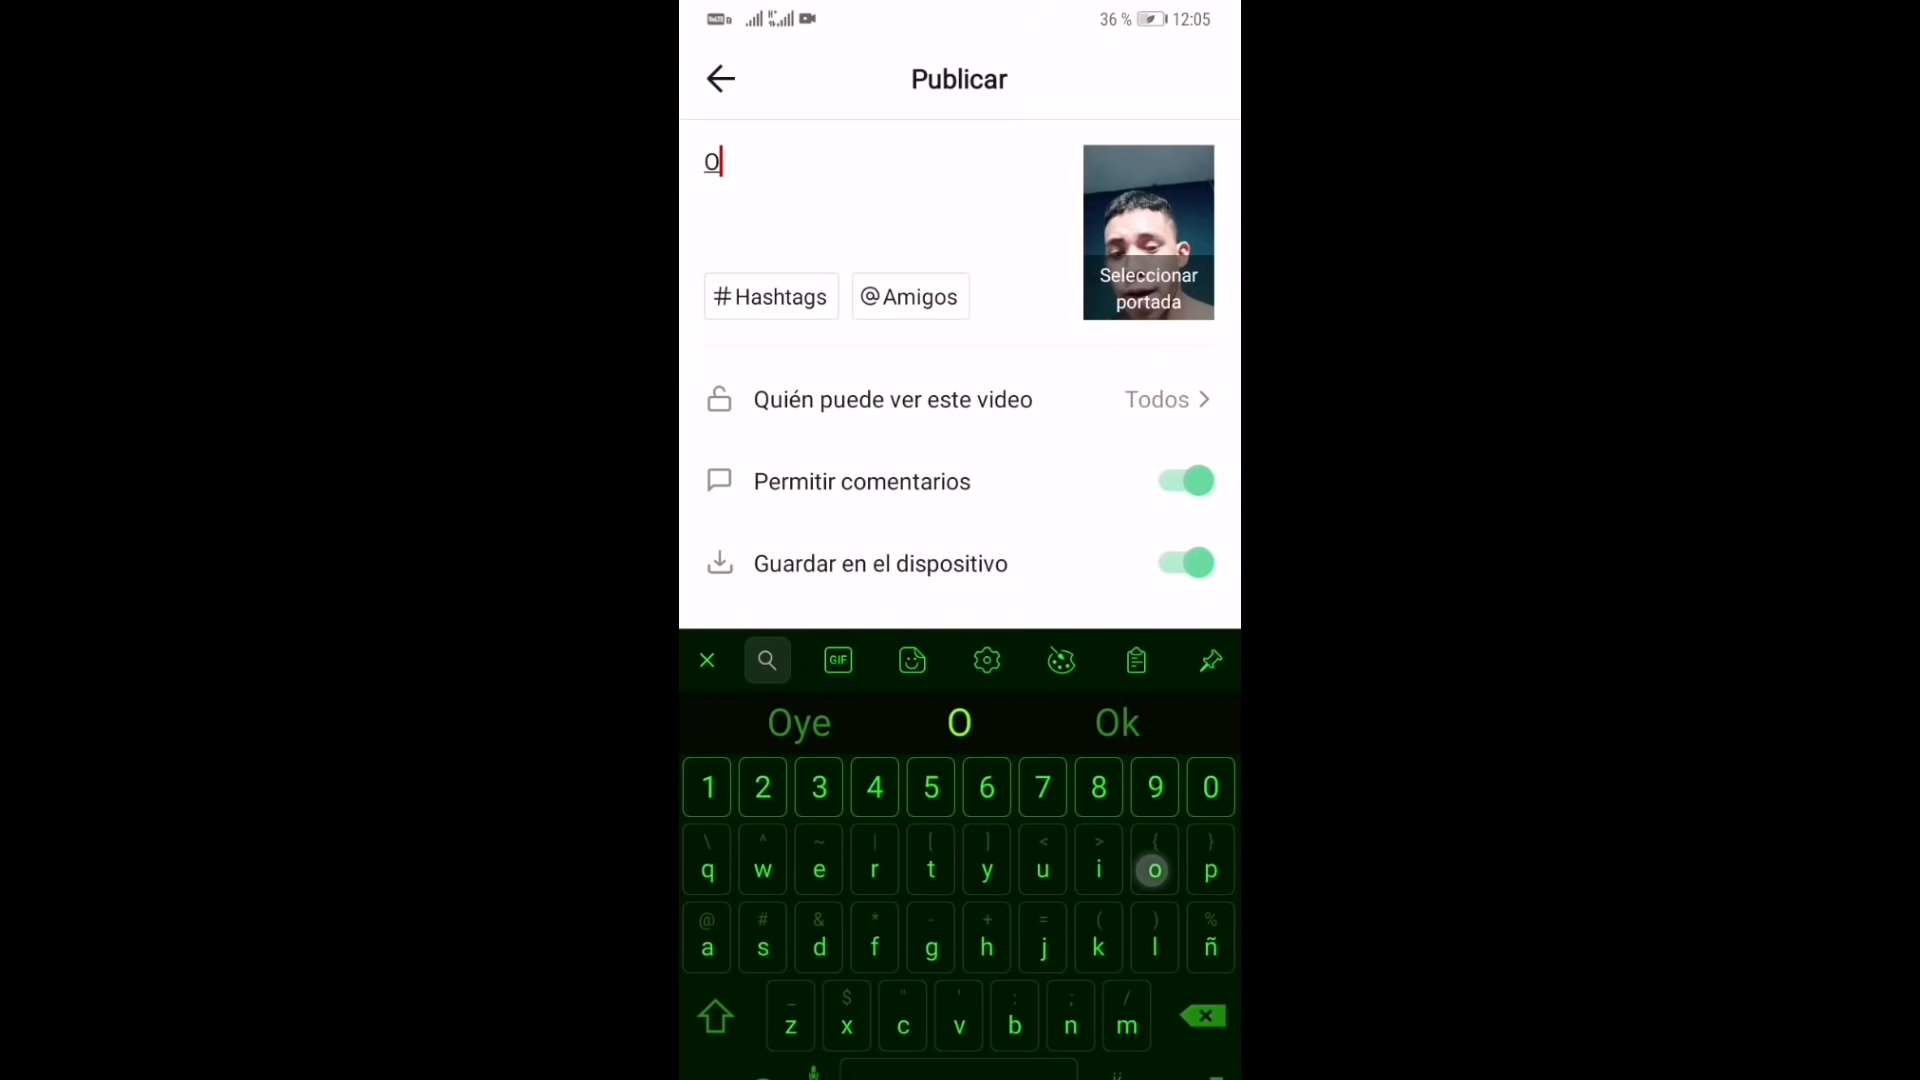 VoLTE
H+
36 % 12:05
Publicar
O
Seleccionar
portada
#Hashtags @Amigos
Quién puede ver este video Todos
Permitir comentarios
Guardar en el dispositivo
GIF
Oye O Ok
1 2 3 4 5 6 7 8 9 0
\ ^ ~ | [ ] < > { }
q w e r t y u i o p
@ # & * - + = ( ) %
a s d f g h j k l ñ
_ $ " ' : ; /
z x c v b n m